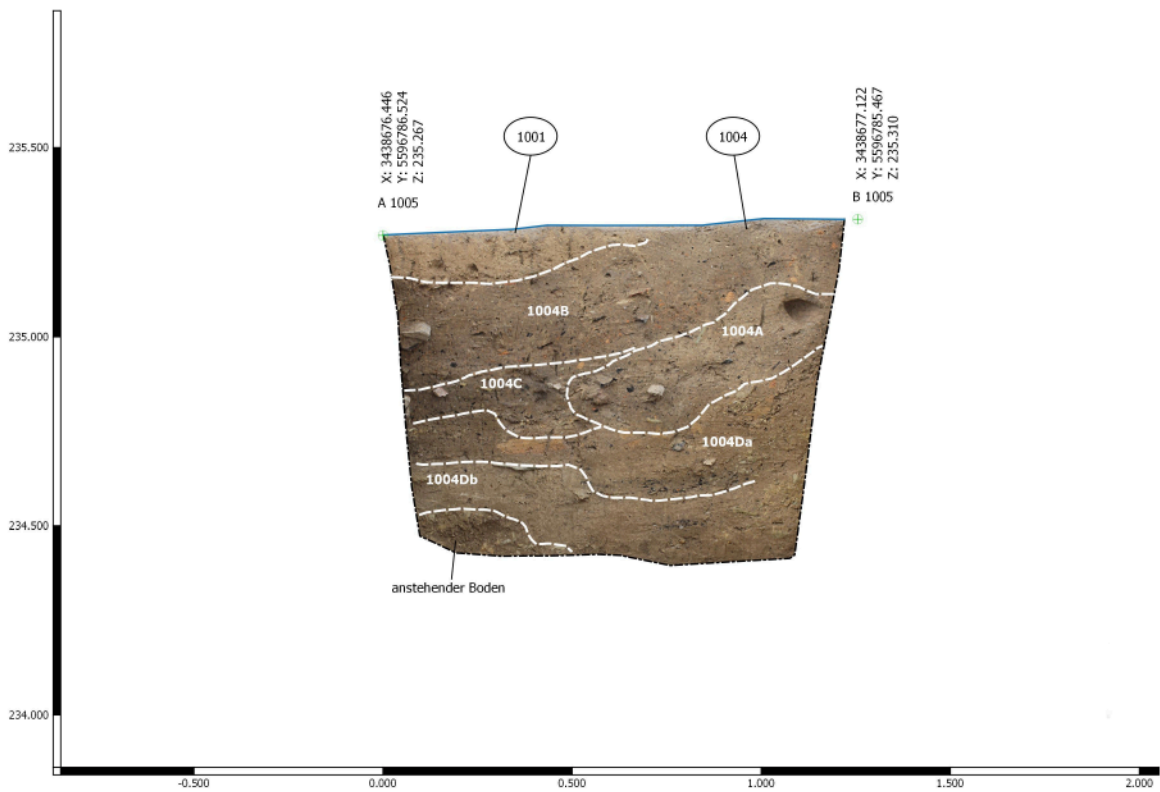 X: 3438676.446
Y: 5596786.524
Z: 235.267
A 1005
1001
1004
X: 3438677.122
Y: 5596785.467
Z: 235.310
B 1005
235.500
235.000
234.500
234.000
1004B
1004A
1004C
1004Da
1004Db
anstehender Boden
-0.500
0.000
0.500
1.000
1.500
2.000